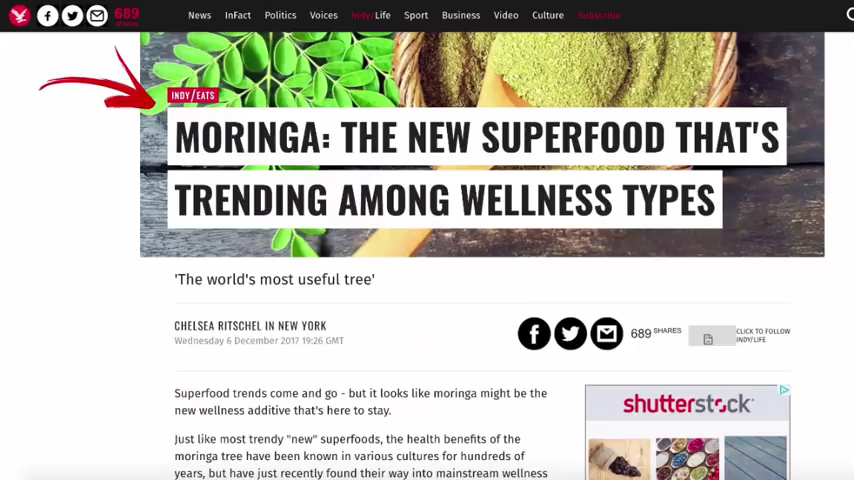 689
News InFact Politics Voices Indy/Life Sport Business Video Culture Subscribe
INDY/EATS
MORINGA: THE NEW SUPERFOOD THAT'S
TRENDING AMONG WELLNESS TYPES
'The world's most useful tree'
CHELSEA RITSCHEL IN NEW YORK
Wednesday 6 December 2017 19:26 GMT
689 SHARES
CLICK TO FOLLOW
INDY/LIFE
Superfood trends come and go - but it looks like moringa might be the
new wellness additive that's here to stay.
shutterstock
Just like most trendy "new" superfoods, the health benefits of the
moringa tree have been known in various cultures for hundreds of
years, but have just recently found their way into mainstream wellness